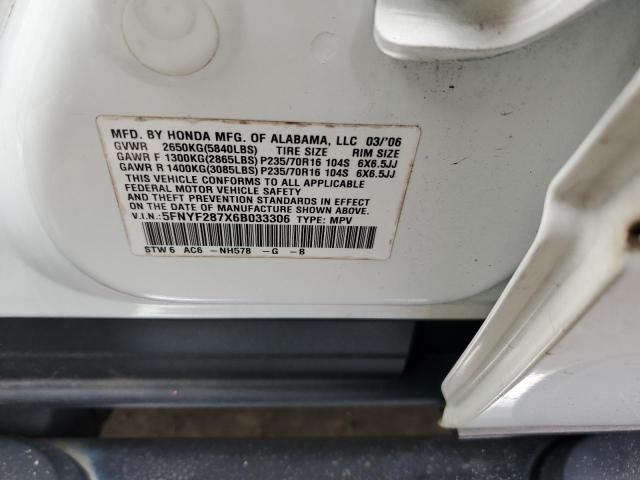 MFD. BY HONDA MFG. OF ALABAMA, LLC 03/'06
GVWR 2650KG(5840LBS) TIRE SIZE RIM SIZE
GAWR F 1300KG(2865LBS) P235/70R16 104S 6X6.5JJ
GAWR R 1400KG(3085LBS) P235/70R16 104S 6X6.5JJ
THIS VEHICLE CONFORMS TO ALL APPLICABLE
FEDERAL MOTOR VEHICLE SAFETY
AND THEFT PREVENTION STANDARDS IN EFFECT
ON THE DATE OF MANUFACTURE SHOWN ABOVE.
V.I.N.: 5FNYF287X6B033306 TYPE: MPV
STW 6 AC6 -NH578 -G -B